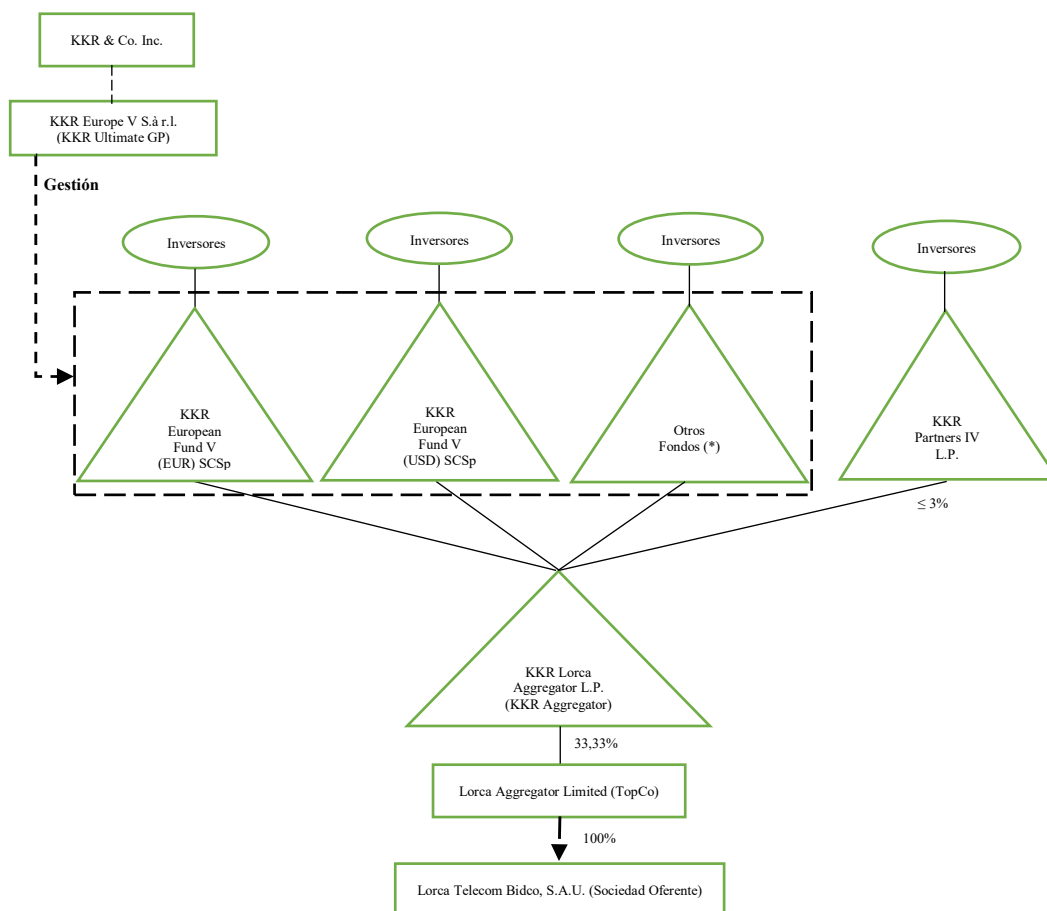 KKR & Co. Inc.
KKR Europe V S.à r.l.
(KKR Ultimate GP)
Gestión
Inversores
Inversores
Inversores
Inversores
KKR
European
Fund V
(EUR) SCSp
KKR
European
Fund V
(USD) SCSp
Otros
Fondos (*)
KKR
Partners IV
L.P.
≤ 3%
KKR Lorca
Aggregator L.P.
(KKR Aggregator)
33,33%
Lorca Aggregator Limited (TopCo)
100%
Lorca Telecom Bidco, S.A.U. (Sociedad Oferente)